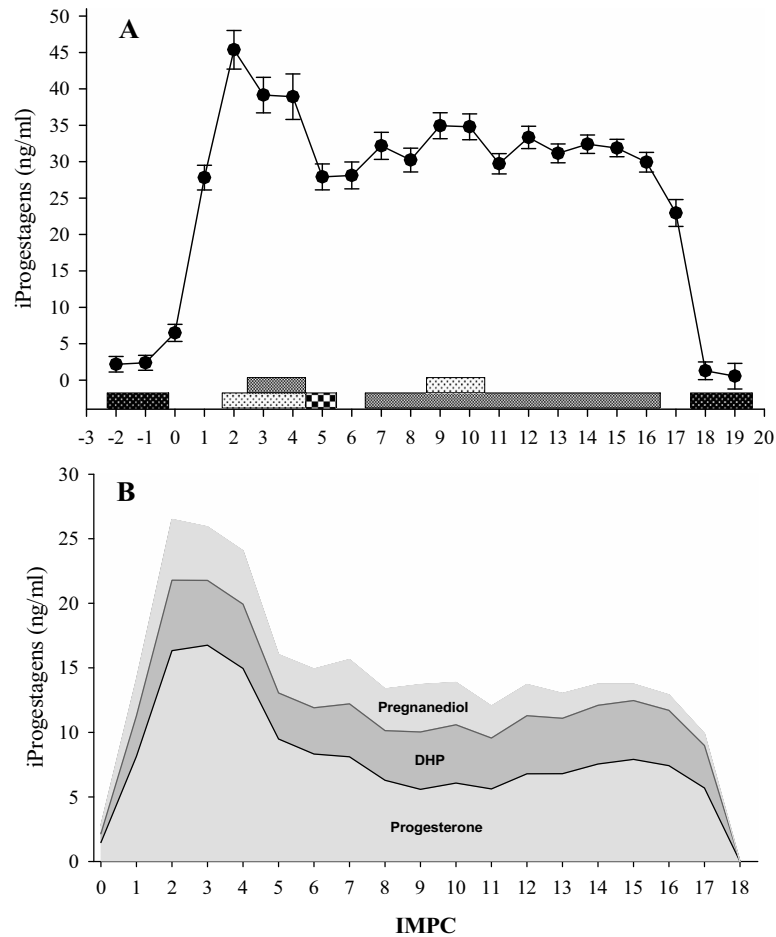 A
iProgestagens (ng/ml)
50
45
40
35
30
25
20
15
10
5
0
-3 -2 -1 0 1 2 3 4 5 6 7 8 9 10 11 12 13 14 15 16 17 18 19 20
B
iProgestagens (ng/ml)
30
25
20
15
10
5
0
Pregnanediol
DHP
Progesterone
0 1 2 3 4 5 6 7 8 9 10 11 12 13 14 15 16 17 18
IMPC